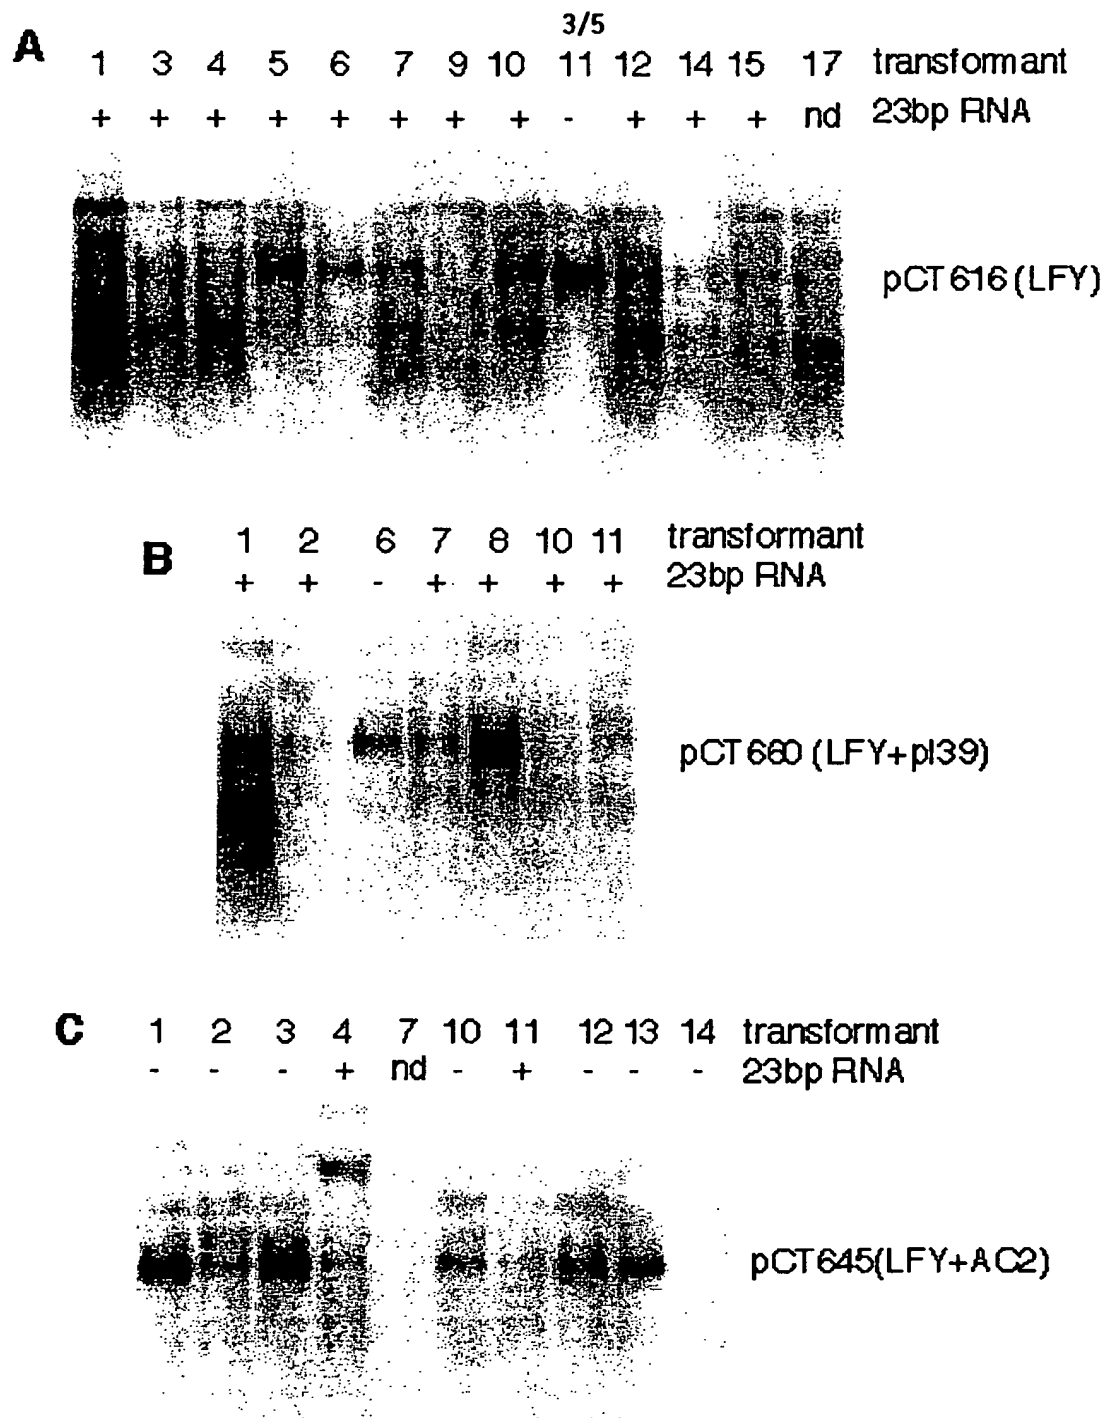 3/5
A
1 3 4 5 6 7 9 10 11 12 14 15 17 transformant
+ + + + + + + + - + + + nd 23bp RNA
pCT616(LFY)
B
1 2 6 7 8 10 11 transformant
+ + - + + + + 23bp RNA
pCT660 (LFY+pI39)
C
1 2 3 4 7 10 11 12 13 14 transformant
- - - + nd - + - - - 23bp RNA
pCT645(LFY+AC2)